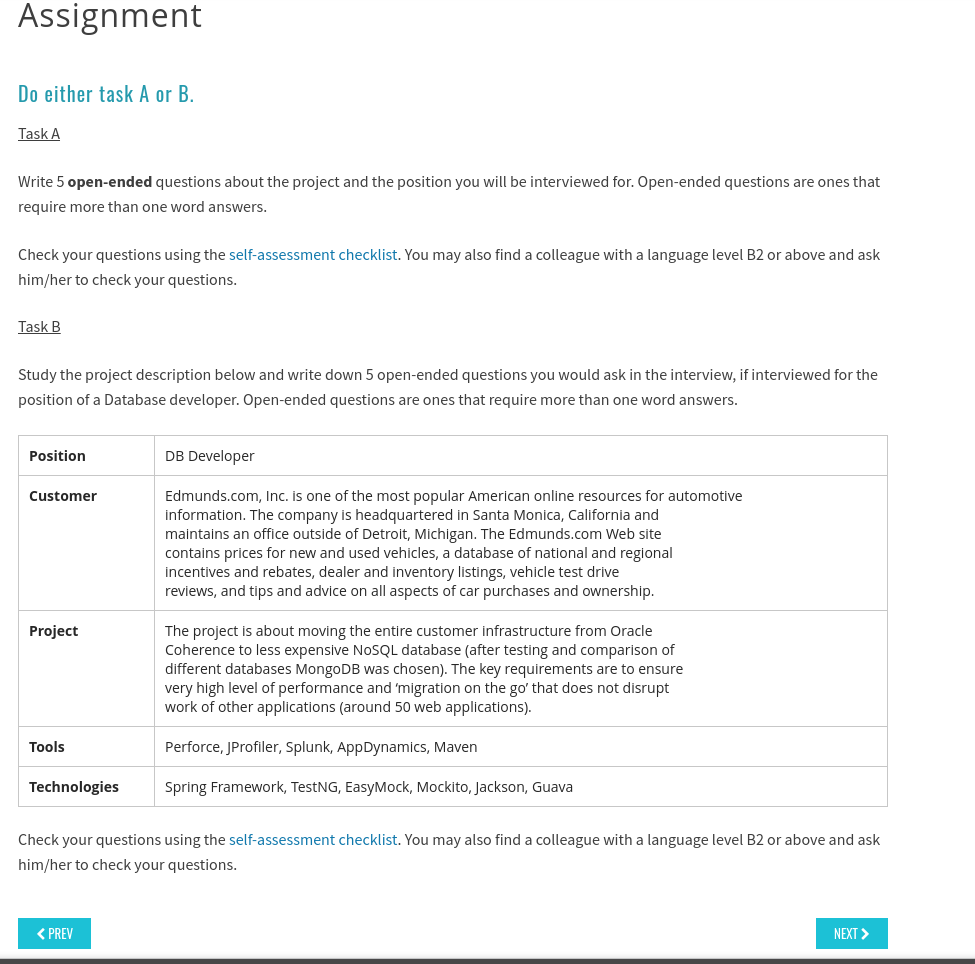 Assignment
Do either task A or B.
Task A
Write 5 open-ended questions about the project and the position you will be interviewed for. Open-ended questions are ones that
require more than one word answers.
Check your questions using the self-assessment checklist. You may also find a colleague with a language level B2 or above and ask
him/her to check your questions.
Task B
Study the project description below and write down 5 open-ended questions you would ask in the interview, if interviewed for the
position of a Database developer. Open-ended questions are ones that require more than one word answers.
Position DB Developer
Customer Edmunds.com, Inc. is one of the most popular American online resources for automotive
information. The company is headquartered in Santa Monica, California and
maintains an office outside of Detroit, Michigan. The Edmunds.com Web site
contains prices for new and used vehicles, a database of national and regional
incentives and rebates, dealer and inventory listings, vehicle test drive
reviews, and tips and advice on all aspects of car purchases and ownership.
Project The project is about moving the entire customer infrastructure from Oracle
Coherence to less expensive NoSQL database (after testing and comparison of
different databases MongoDB was chosen). The key requirements are to ensure
very high level of performance and ‘migration on the go’ that does not disrupt
work of other applications (around 50 web applications).
Tools Perforce, JProfiler, Splunk, AppDynamics, Maven
Technologies Spring Framework, TestNG, EasyMock, Mockito, Jackson, Guava
Check your questions using the self-assessment checklist. You may also find a colleague with a language level B2 or above and ask
him/her to check your questions.
PREV NEXT